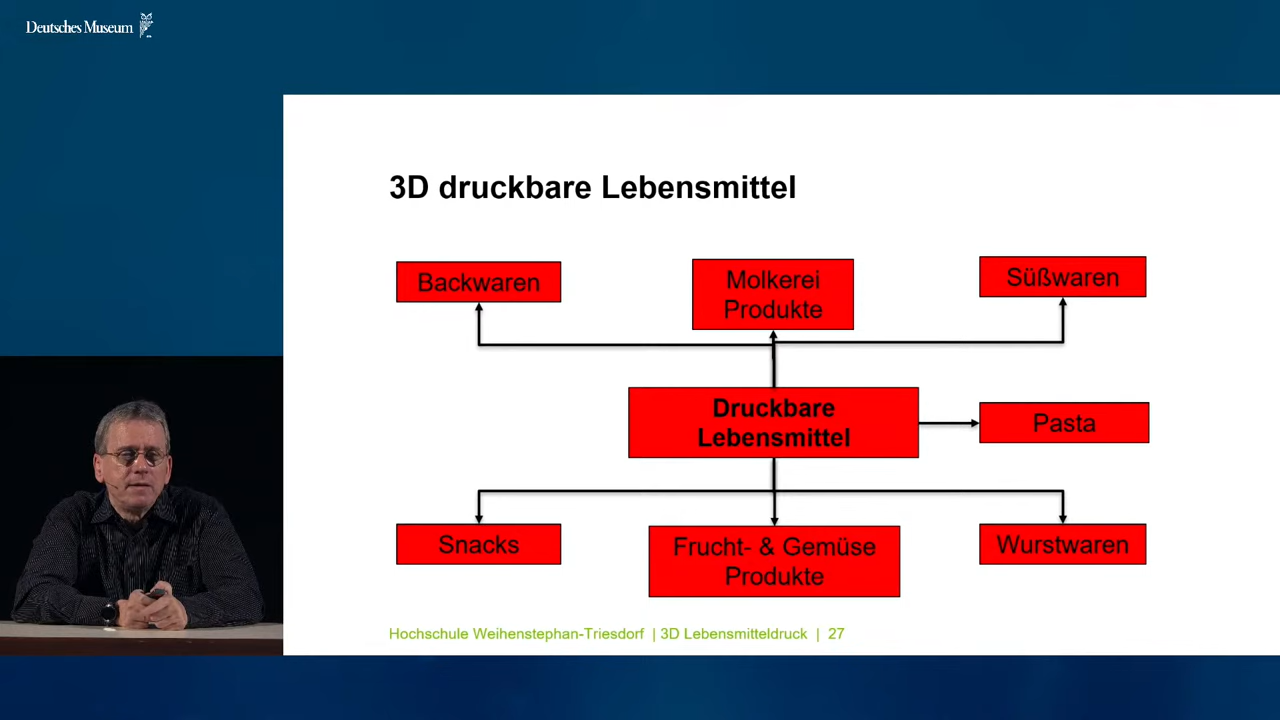 Deutsches Museum
3D druckbare Lebensmittel
Backwaren
Molkerei
Produkte
Süßwaren
Druckbare
Lebensmittel
Pasta
Snacks
Frucht- & Gemüse
Produkte
Wurstwaren
Hochschule Weihenstephan-Triesdorf | 3D Lebensmitteldruck | 27